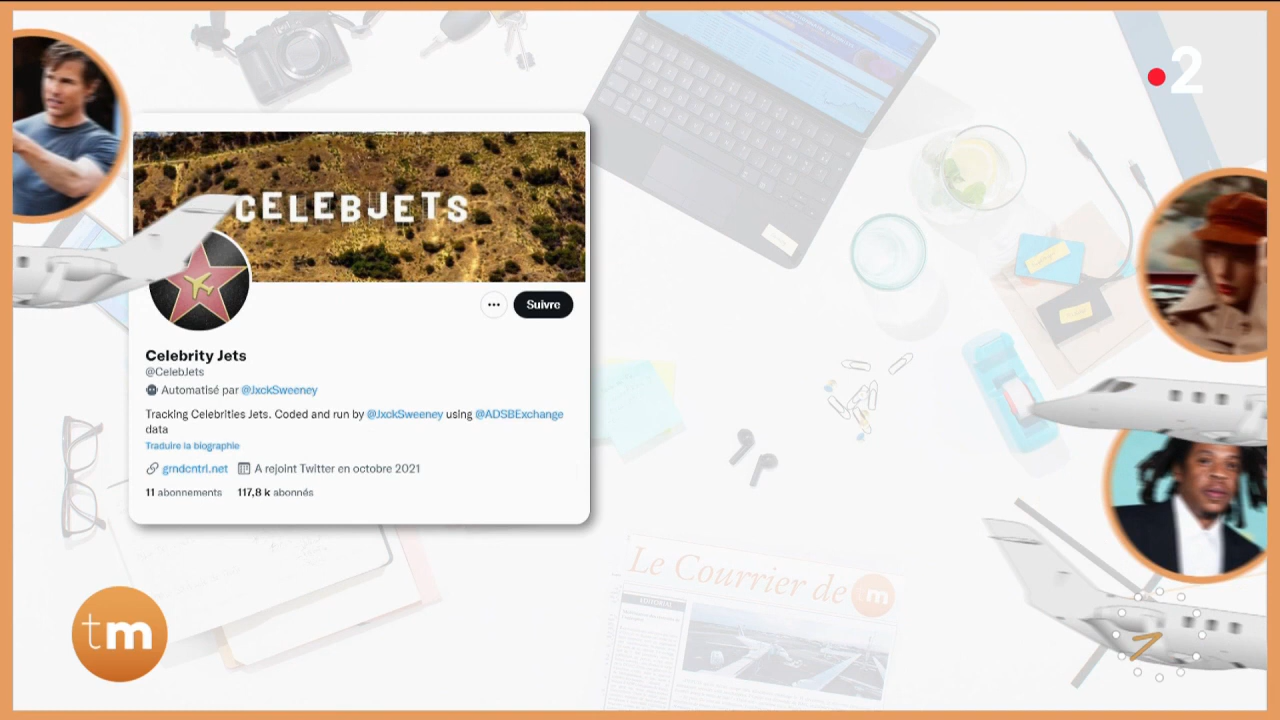 2
CELEBJETS
Suivre
Celebrity Jets
@CelebJets
Automatisé par @JxckSweeney
Tracking Celebrities Jets. Coded and run by @JxckSweeney using @ADSBExchange
data
Traduire la biographie
grndcntrl.net A rejoint Twitter en octobre 2021
11 abonnements 117,8 k abonnés
Le Courrier de tm
tm